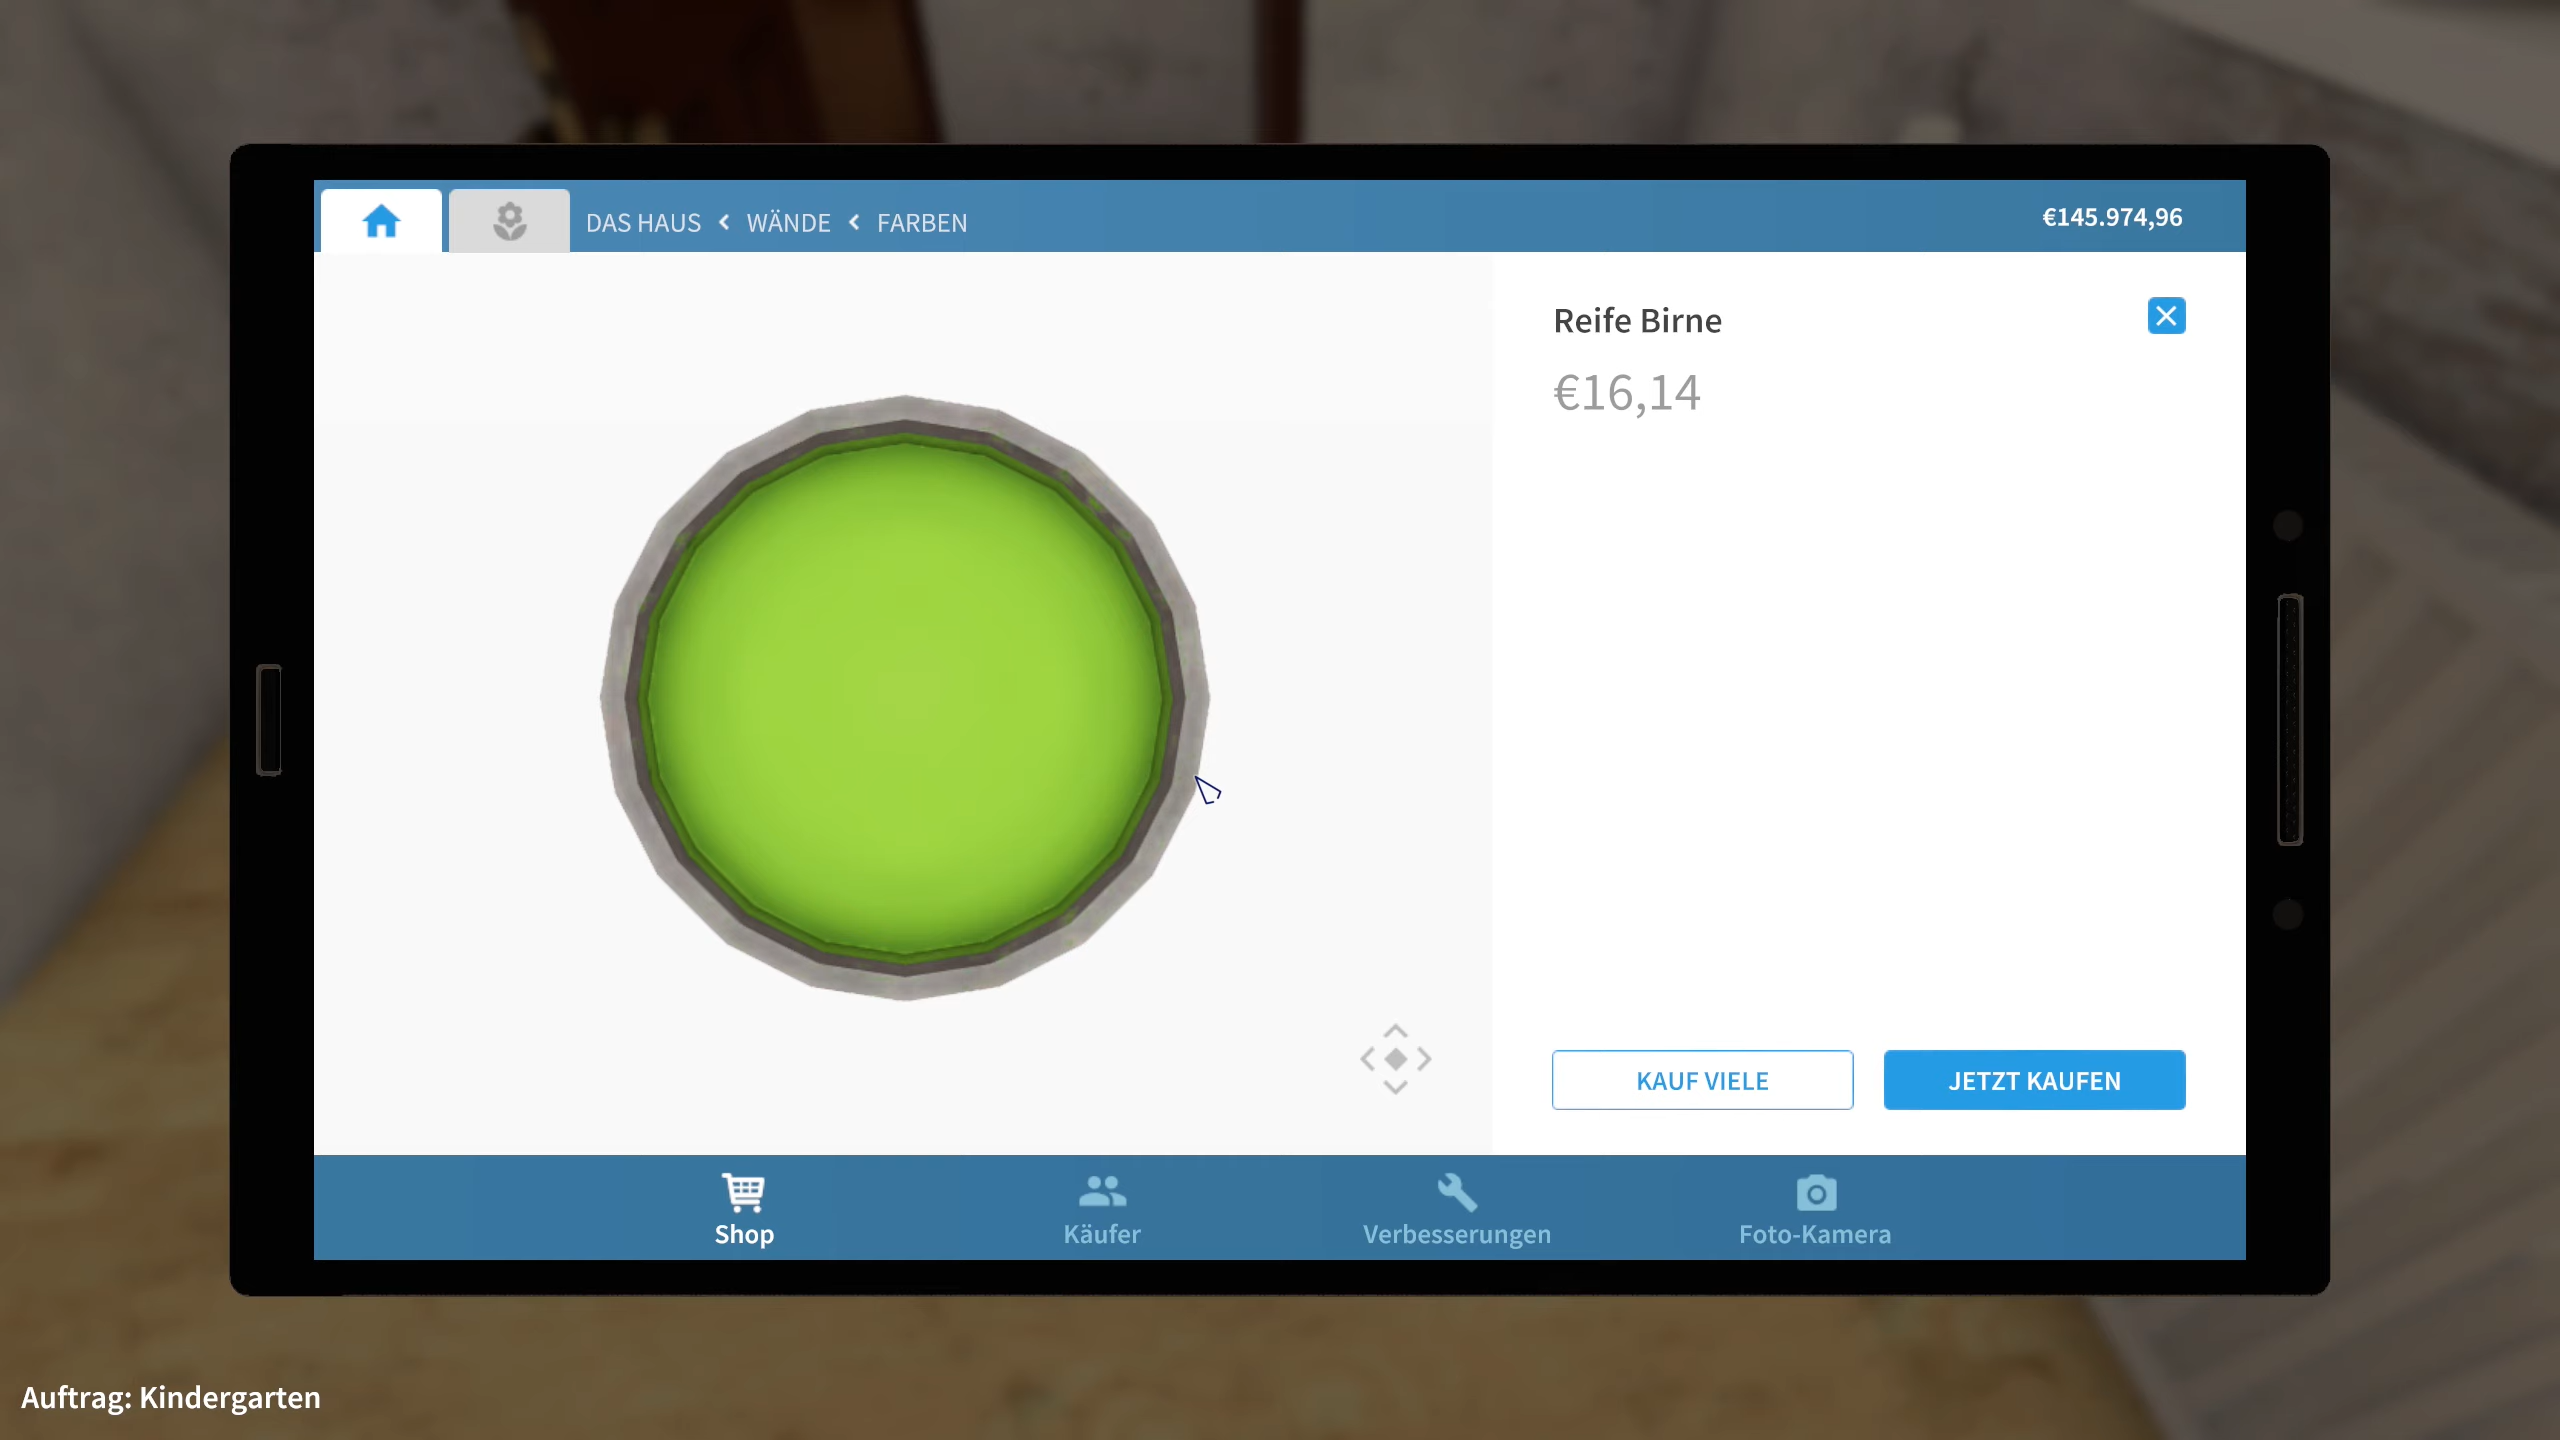 DAS HAUS < WÄNDE < FARBEN
€145.974,96
Reife Birne
€16,14
KAUF VIELE
JETZT KAUFEN
Shop
Käufer
Verbesserungen
Foto-Kamera
Auftrag: Kindergarten